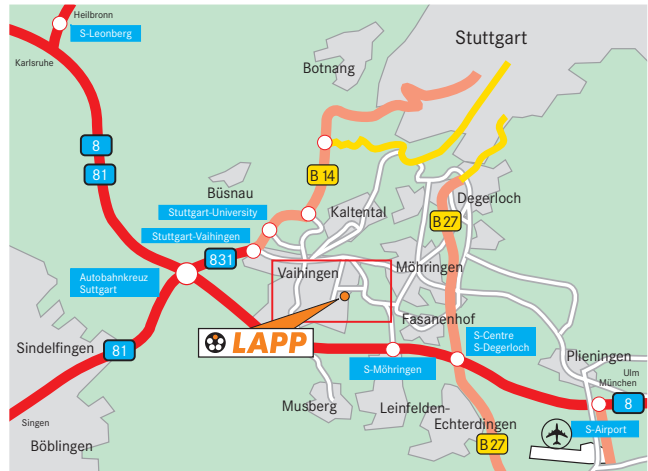 Heilbronn
S-Leonberg
Karlsruhe
Stuttgart
Botnang
8
81
B 14
Büsnau
Stuttgart-University
Kaltental
Degerloch
B 27
Stuttgart-Vaihingen
831
Autobahnkreuz
Suttgart
Vaihingen
Möhringen
Fasanenhof
LAPP
S-Centre
S-Degerloch
Sindelfingen
81
Plieningen
S-Möhringen
Ulm
München
8
Musberg
Leinfelden-
Echterdingen
S-Airport
Singen
Böblingen
B 27